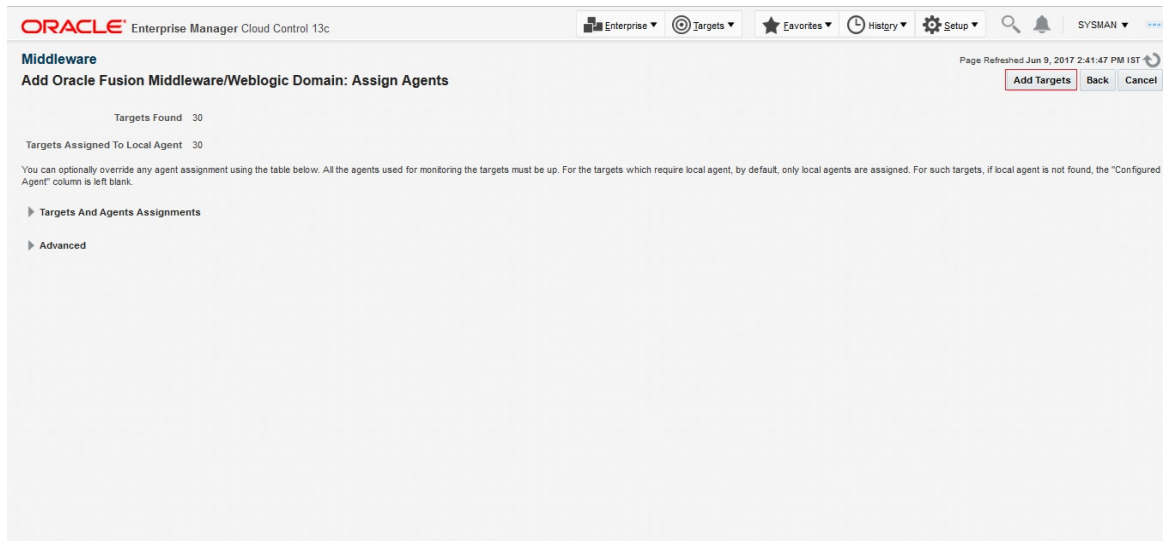 ORACLE Enterprise Manager Cloud Control 13c
Enterprise Targets Favorites History Setup SYSMAN
Middleware
Page Refreshed Jun 9, 2017 2:41:47 PM IST
Add Oracle Fusion Middleware/Weblogic Domain: Assign Agents
Add Targets Back Cancel
Targets Found 30
Targets Assigned To Local Agent 30
You can optionally override any agent assignment using the table below. All the agents used for monitoring the targets must be up. For the targets which require local agent, by default, only local agents are assigned. For such targets, if local agent is not found, the "Configured
Agent" column is left blank.
Targets And Agents Assignments
Advanced